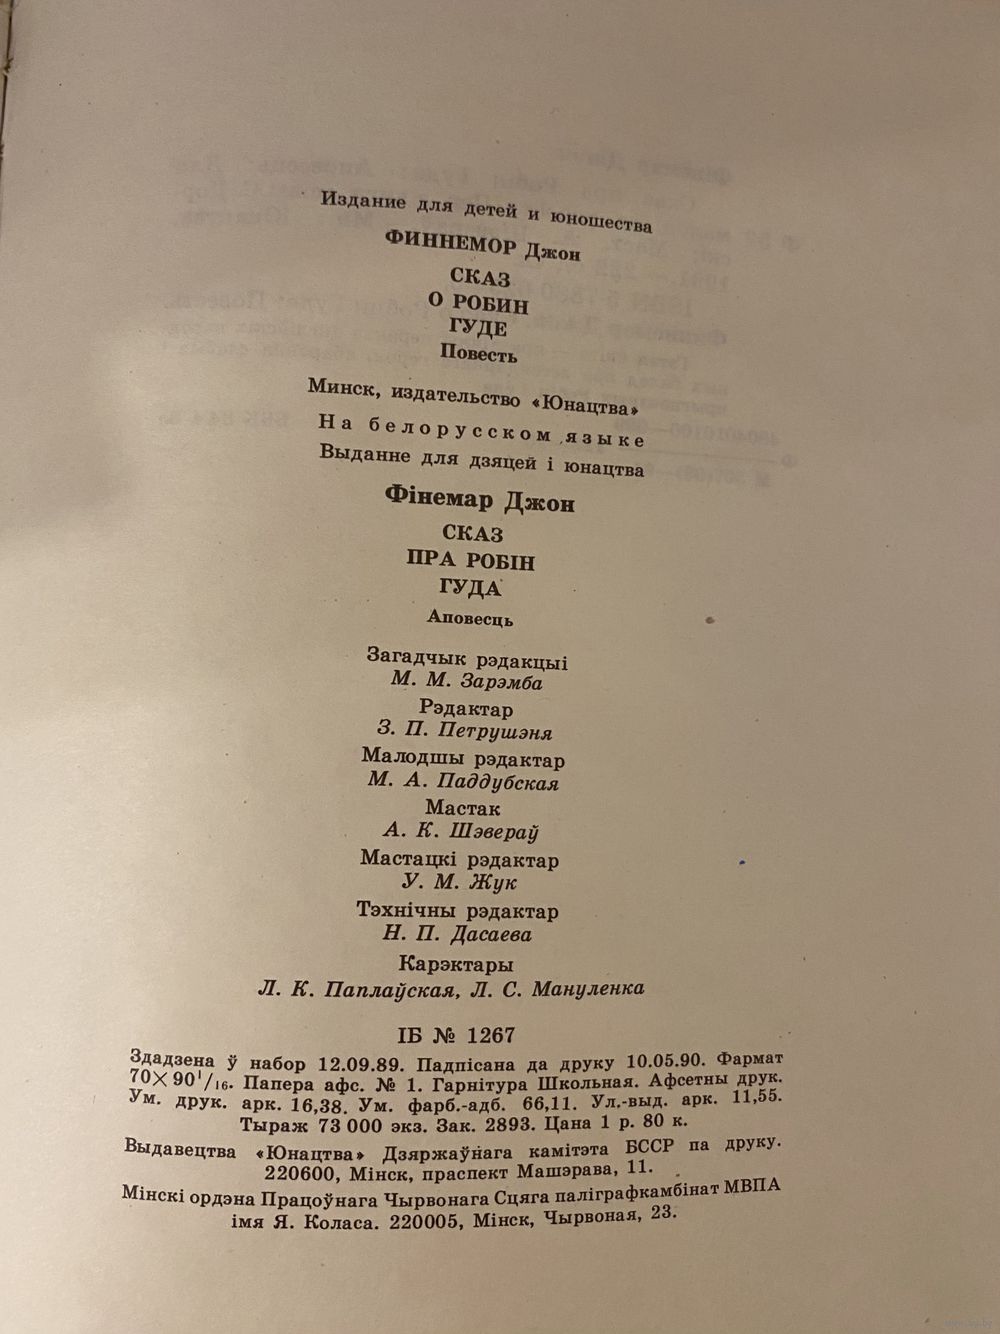 Издание для детей и юношества
ФИННЕМОР Джон
СКАЗ
О РОБИН
ГУДЕ
Повесть
Минск, издательство «Юнацтва»
На белорусском языке
Выданне для дзяцей і юнацтва
Фінемар Джон
СКАЗ
ПРА РОБІН
ГУДА
Аповесць
Загадчык рэдакцыі
М. М. Зарэмба
Рэдактар
З. П. Петрушэня
Малодшы рэдактар
М. А. Паддубская
Мастак
А. К. Шэвераў
Мастацкі рэдактар
У. М. Жук
Тэхнічны рэдактар
Н. П. Дасаева
Карэктары
Л. К. Паплаўская, Л. С. Мануленка
ІБ № 1267
Здадзена ў набор 12.09.89. Падпісана да друку 10.05.90. Фармат
70×90¹/₁₆. Папера афс. № 1. Гарнітура Школьная. Афсетны друк.
Ум. друк. арк. 16,38. Ум. фарб.-адб. 66,11. Ул.-выд. арк. 11,55.
Тыраж 73 000 экз. Зак. 2893. Цана 1 р. 80 к.
Выдавецтва «Юнацтва» Дзяржаўнага камітэта БССР па друку.
220600, Мінск, праспект Машэрава, 11.
Мінскі ордэна Працоўнага Чырвонага Сцяга паліграфкамбінат МВПА
імя Я. Коласа. 220005, Мінск, Чырвоная, 23.